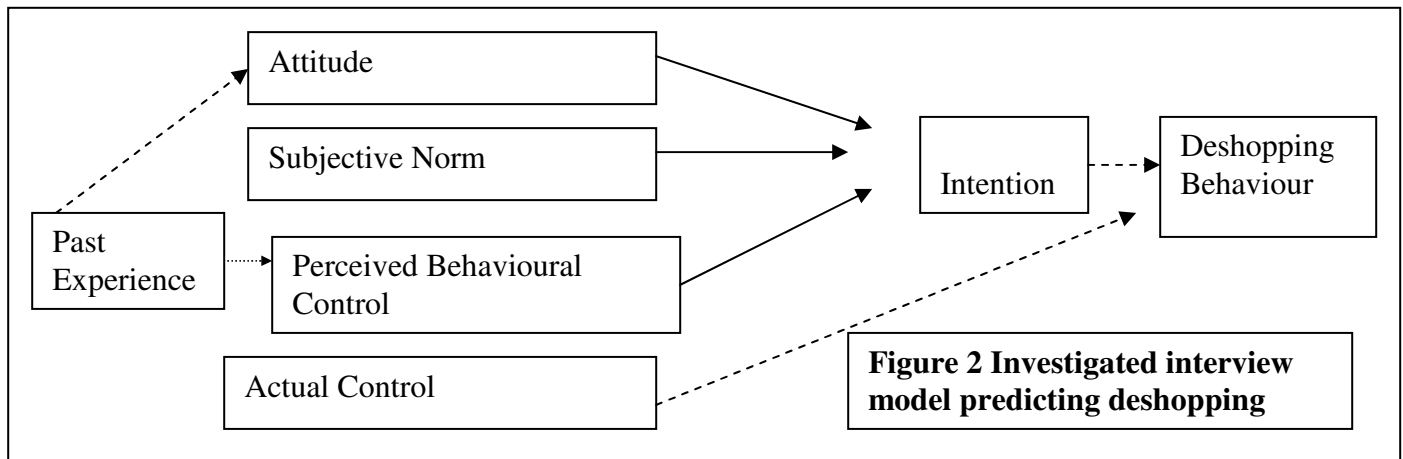 Attitude
Subjective Norm
Past
Experience
Perceived Behavioural
Control
Actual Control
Intention
Deshopping
Behaviour
Figure 2 Investigated interview
model predicting deshopping